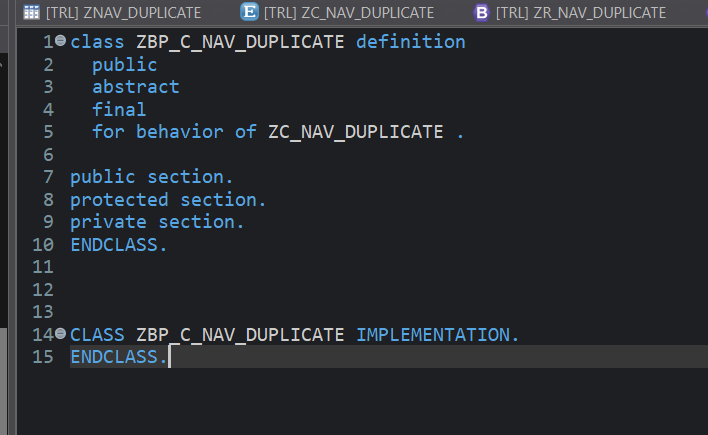 [TRL] ZNAV_DUPLICATE [TRL] ZC_NAV_DUPLICATE [TRL] ZR_NAV_DUPLICATE
1 class ZBP_C_NAV_DUPLICATE definition
2 public
3 abstract
4 final
5 for behavior of ZC_NAV_DUPLICATE .
6
7 public section.
8 protected section.
9 private section.
10 ENDCLASS.
11
12
13
14 CLASS ZBP_C_NAV_DUPLICATE IMPLEMENTATION.
15 ENDCLASS.